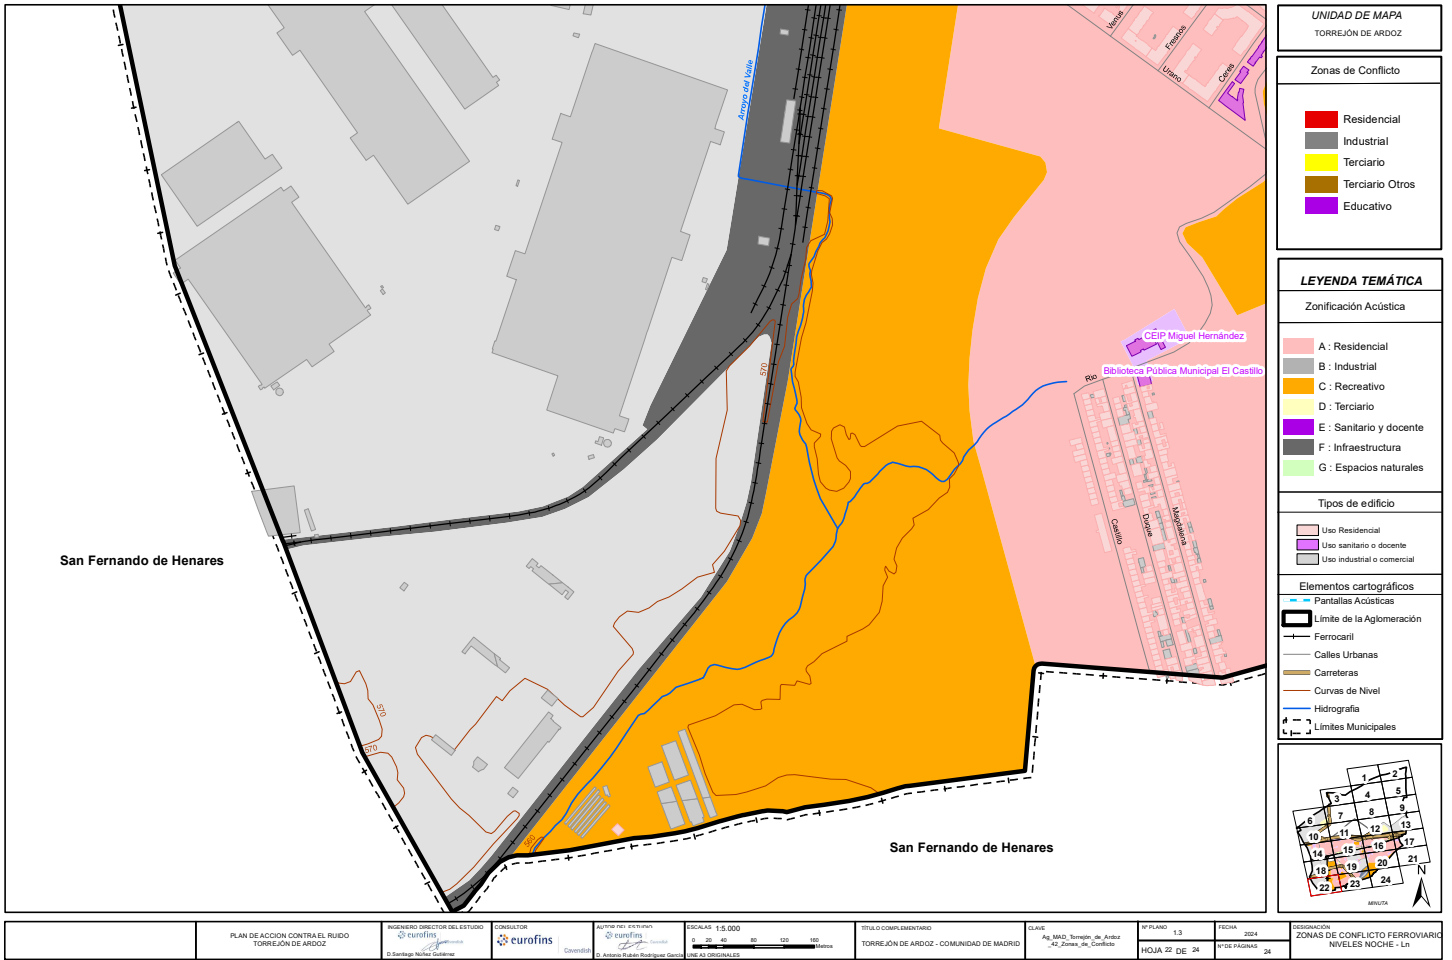 UNIDAD DE MAPA
TORREJÓN DE ARDOZ
Zonas de Conflicto
Residencial
Industrial
Terciario
Terciario Otros
Educativo
LEYENDA TEMÁTICA
Zonificación Acústica
A : Residencial
B : Industrial
C : Recreativo
D : Terciario
E : Sanitario y docente
F : Infraestructura
G : Espacios naturales
Tipos de edificio
Uso Residencial
Uso sanitario o docente
Uso industrial o comercial
Elementos cartográficos
Pantallas Acústicas
Límite de la Aglomeración
Ferrocaril
Calles Urbanas
Carreteras
Curvas de Nivel
Hidrografia
Límites Municipales
1
2
3
4
5
6
7
8
9
10
11
12
13
14
15
16
17
18
19
20
21
22
23
24
N
MINUTA
Arroyo del Valle
Venus
Fresnos
Urano
Ceres
CEIP Miguel Hernández
Biblioteca Pública Municipal El Castillo
Río
Castillo
Duque
Magdalena
570
570
570
560
San Fernando de Henares
San Fernando de Henares
PLAN DE ACCION CONTRA EL RUIDO
TORREJÓN DE ARDOZ
INGENIERO DIRECTOR DEL ESTUDIO
eurofins
D.Santiago Núñez Gutiérrez
CONSULTOR
eurofins
Cavendish
AUTOR DEL ESTUDIO
eurofins
D. Antonio Rubén Rodríguez García
ESCALAS 1:5.000
0 20 40 80 120 160
Metros
UNE A3 ORIGINALES
TÍTULO COMPLEMENTARIO
TORREJÓN DE ARDOZ - COMUNIDAD DE MADRID
CLAVE
Ag_MAD_Torrejón_de_Ardoz
_42_Zonas_de_Conflicto
Nº PLANO 1.3
HOJA 22 DE 24
FECHA
2024
Nº DE PÁGINAS 24
DESIGNACIÓN
ZONAS DE CONFLICTO FERROVIARIO
NIVELES NOCHE - Ln